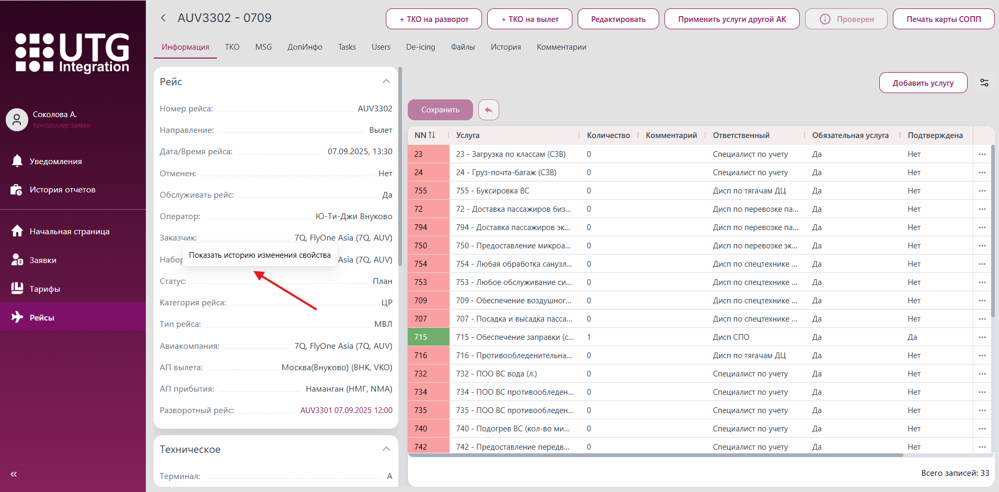 UTG
Integration
Соколова А.
Контроллер заявки
Уведомления
История отчетов
Начальная страница
Заявки
Тарифы
Рейсы
AUV3302 - 0709
+ ТКО на разворот
+ ТКО на вылет
Редактировать
Применить услуги другой АК
Проверен
Печать карты СОПП
Информация
ТКО
MSG
ДопИнфо
Tasks
Users
De-icing
Файлы
История
Комментарии
Рейс
Номер рейса: AUV3302
Направление: Вылет
Дата/Время рейса: 07.09.2025, 13:30
Отменен: Нет
Обслуживать рейс: Да
Оператор: Ю-Ти-Джи Внуково
Заказчик: 7Q, FlyOne Asia (7Q, AUV)
Показать историю изменения свойства
Набор Asia (7Q, AUV)
Статус: План
Категория рейса: ЦР
Тип рейса: МВЛ
Авиакомпания: 7Q, FlyOne Asia (7Q, AUV)
АП вылета: Москва(Внуково) (ВНК, VKO)
АП прибытия: Наманган (НМГ, NMA)
Разворотный рейс: AUV3301 07.09.2025 12:00
Техническое
Терминал: A
Добавить услугу
Сохранить
NN Услуга Количество Комментарий Ответственный Обязательная услуга Подтверждена
23 23 - Загрузка по классам (СЗВ) 0 Специалист по учету Да Нет ...
24 24 - Груз-почта-багаж (СЗВ) 0 Специалист по учету Да Нет ...
755 755 - Буксировка ВС 0 Дисп по тягачам ДЦ Да Нет ...
72 72 - Доставка пассажиров биз... 0 Дисп по перевозке па... Да Нет ...
794 794 - Доставка пассажиров эк... 0 Дисп по перевозке па... Да Нет ...
750 750 - Предоставление микроа... 0 Дисп по перевозке эк... Да Нет ...
754 754 - Любая обработка санузл... 0 Дисп по спецтехнике ... Да Нет ...
753 753 - Любое обслуживание си... 0 Дисп по спецтехнике ... Да Нет ...
709 709 - Обеспечение воздушног... 0 Дисп по спецтехнике ... Да Нет ...
707 707 - Посадка и высадка пасса... 0 Дисп по спецтехнике ... Да Нет ...
715 715 - Обеспечение заправки (с... 1 Дисп СПО Да Да ...
716 716 - Противообледенительна... 0 Дисп по тягачам ДЦ Да Нет ...
732 732 - ПОО ВС вода (л.) 0 Специалист по учету Да Нет ...
734 734 - ПОО ВС противообледен... 0 Специалист по учету Да Нет ...
735 735 - ПОО ВС противообледен... 0 Специалист по учету Да Нет ...
740 740 - Подогрев ВС (кол-во ми... 0 Специалист по учету Да Нет ...
742 742 - Предоставление передв... 0 Специалист по учету Да Нет ...
Всего записей: 33